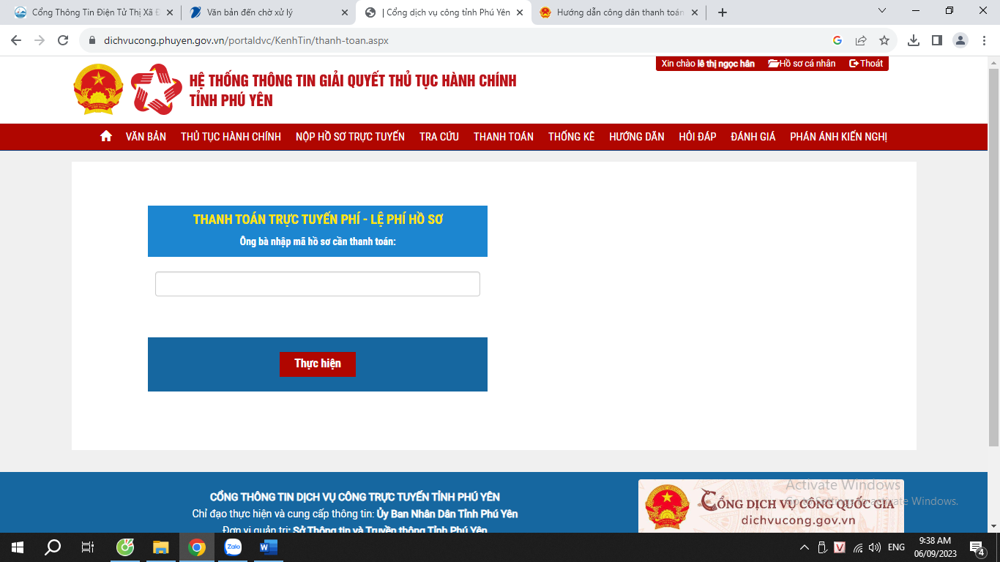 Cổng Thông Tin Điện Tử Thị Xã Đ
Văn bản đến chờ xử lý
| Cổng dịch vụ công tỉnh Phú Yên
Hướng dẫn công dân thanh toán
dichvucong.phuyen.gov.vn/portaldvc/KenhTin/thanh-toan.aspx
Xin chào lê thị ngọc hân Hồ sơ cá nhân Thoát
HỆ THỐNG THÔNG TIN GIẢI QUYẾT THỦ TỤC HÀNH CHÍNH
TỈNH PHÚ YÊN
VĂN BẢN THỦ TỤC HÀNH CHÍNH NỘP HỒ SƠ TRỰC TUYẾN TRA CỨU THANH TOÁN THỐNG KÊ HƯỚNG DẪN HỎI ĐÁP ĐÁNH GIÁ PHẢN ÁNH KIẾN NGHỊ
THANH TOÁN TRỰC TUYẾN PHÍ - LỆ PHÍ HỒ SƠ
Ông bà nhập mã hồ sơ cần thanh toán:
Thực hiện
CỔNG THÔNG TIN DỊCH VỤ CÔNG TRỰC TUYẾN TỈNH PHÚ YÊN
Chỉ đạo thực hiện và cung cấp thông tin: Ủy Ban Nhân Dân Tỉnh Phú Yên
Đơn vị quản trị: Sở Thông tin và Truyền thông Tỉnh Phú Yên
CỔNG DỊCH VỤ CÔNG QUỐC GIA
dichvucong.gov.vn
Activate Windows
Go to Settings to activate Windows.
Zalo
ENG
9:38 AM
06/09/2023
4